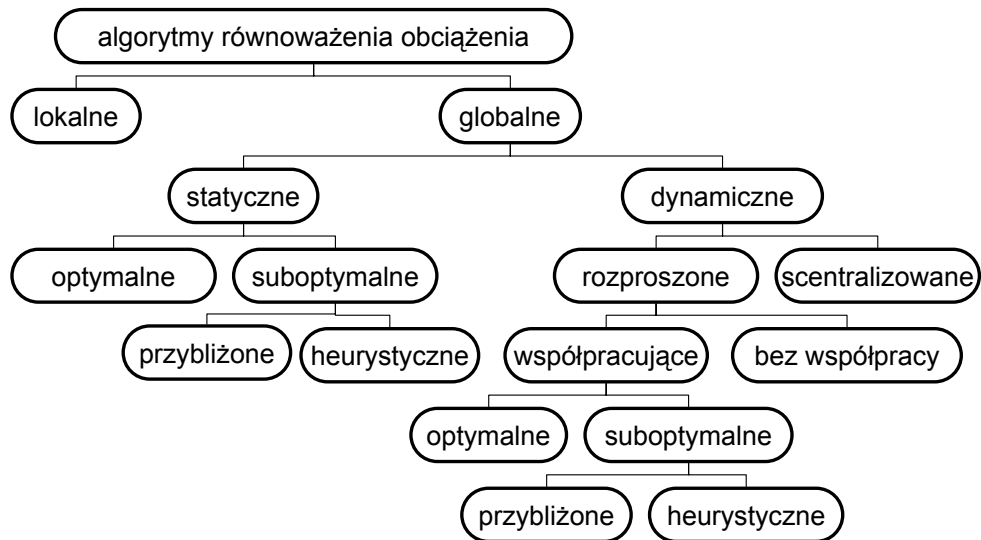 algorytmy równoważenia obciążenia
lokalne
globalne
statyczne
dynamiczne
optymalne
suboptymalne
rozproszone
scentralizowane
przybliżone
heurystyczne
współpracujące
bez współpracy
optymalne
suboptymalne
przybliżone
heurystyczne